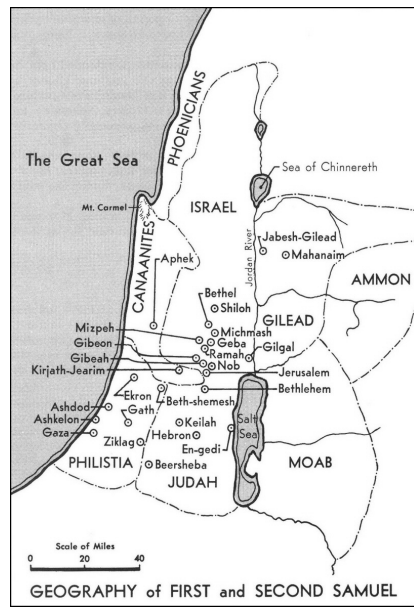 PHOENICIANS
The Great Sea
Sea of Chinnereth
Mt. Carmel
ISRAEL
CANAANITES
Aphek
Jordan River
Jabesh-Gilead
Mahanaim
AMMON
Bethel
Shiloh
GILEAD
Mizpeh
Michmash
Gibeon
Geba
Ramah
Gilgal
Gibeah
Nob
Kirjath-Jearim
Jerusalem
Bethlehem
Ekron
Beth-shemesh
Ashdod
Gath
Ashkelon
Keilah
Salt
Sea
Gaza
Hebron
Ziklag
En-gedi
PHILISTIA
Beersheba
MOAB
JUDAH
Scale of Miles
0 20 40
GEOGRAPHY of FIRST and SECOND SAMUEL